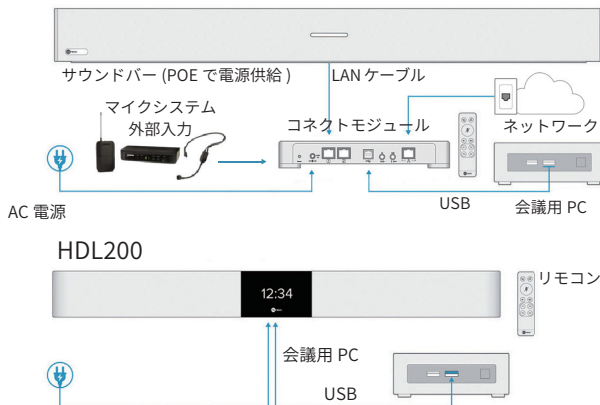 サウンドバー (POE で電源供給 )
LAN ケーブル
マイクシステム
外部入力
コネクトモジュール
ネットワーク
AC 電源
USB
会議用 PC
HDL200
12:34
リモコン
会議用 PC
USB